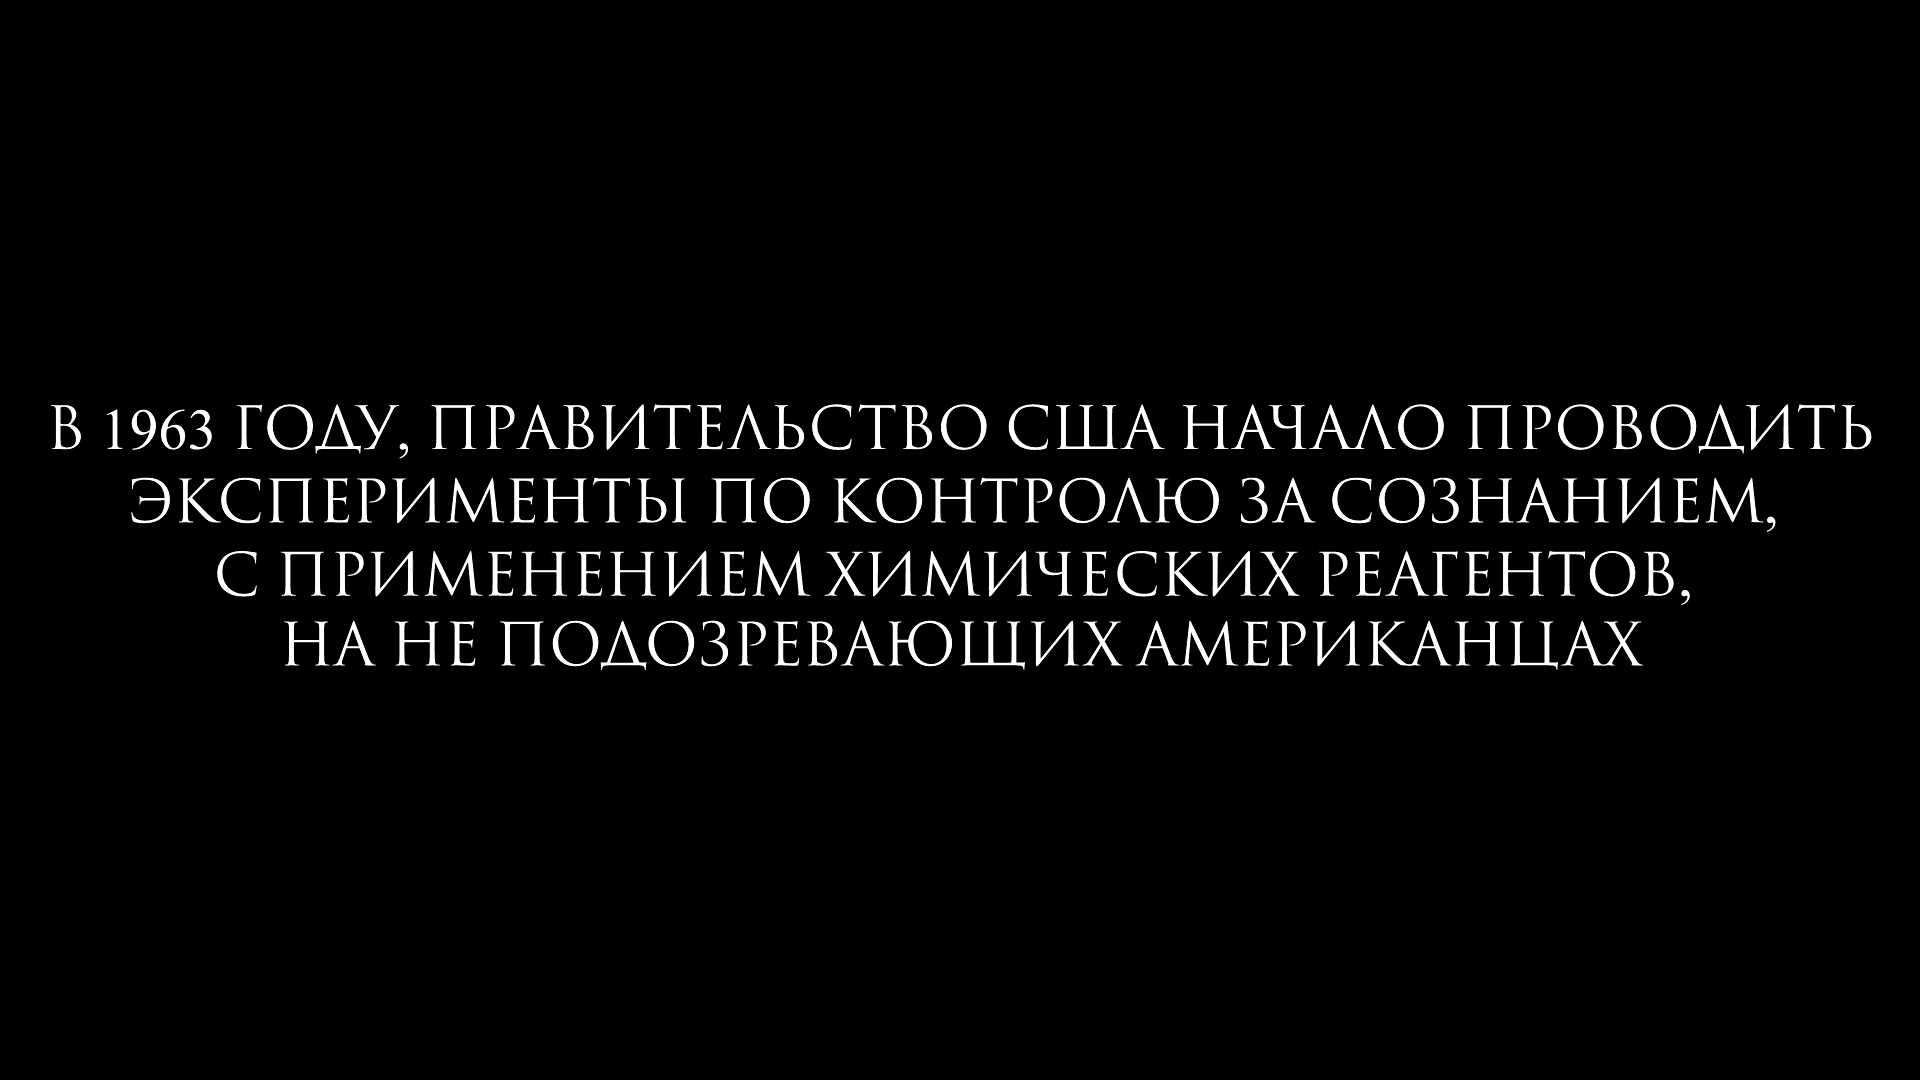 В 1963 ГОДУ, ПРАВИТЕЛЬСТВО США НАЧАЛО ПРОВОДИТЬ
ЭКСПЕРИМЕНТЫ ПО КОНТРОЛЮ ЗА СОЗНАНИЕМ,
С ПРИМЕНЕНИЕМ ХИМИЧЕСКИХ РЕАГЕНТОВ,
НА НЕ ПОДОЗРЕВАЮЩИХ АМЕРИКАНЦАХ